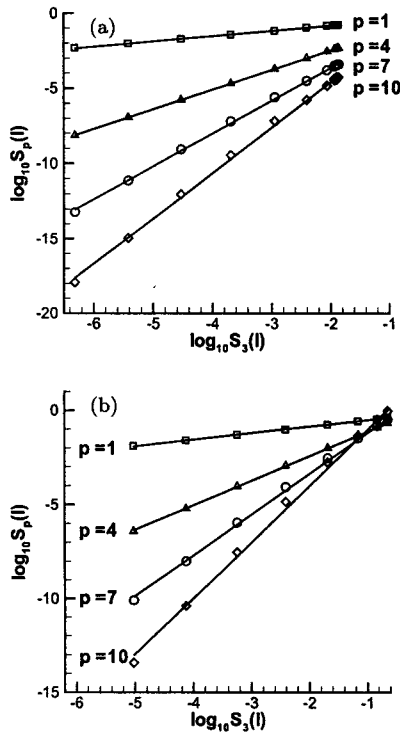 (a)
p=1
p=4
p=7
p=10
log10Sp(l)
0
-5
-10
-15
-20
-6 -5 -4 -3 -2 -1
log10S3(l)
(b)
p=1
p=4
p=7
p=10
log10Sp(l)
0
-5
-10
-15
-6 -5 -4 -3 -2 -1
log10S3(l)